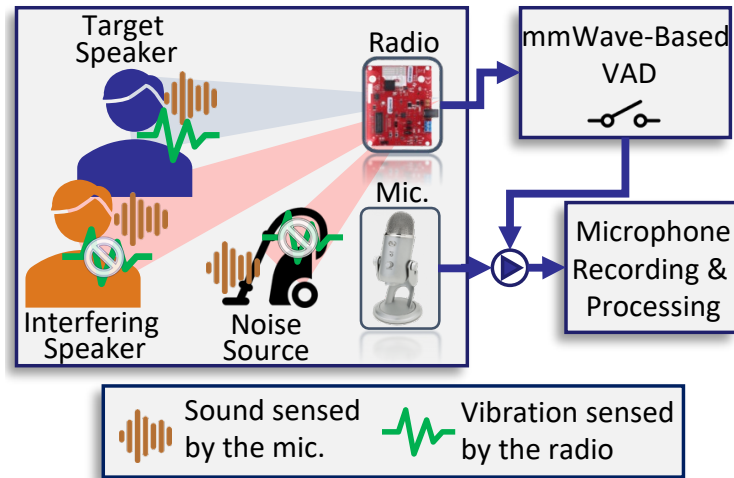 Target
Speaker
Radio
mmWave-Based
VAD
Mic.
Microphone
Recording &
Processing
Interfering
Speaker
Noise
Source
Sound sensed
by the mic.
Vibration sensed
by the radio